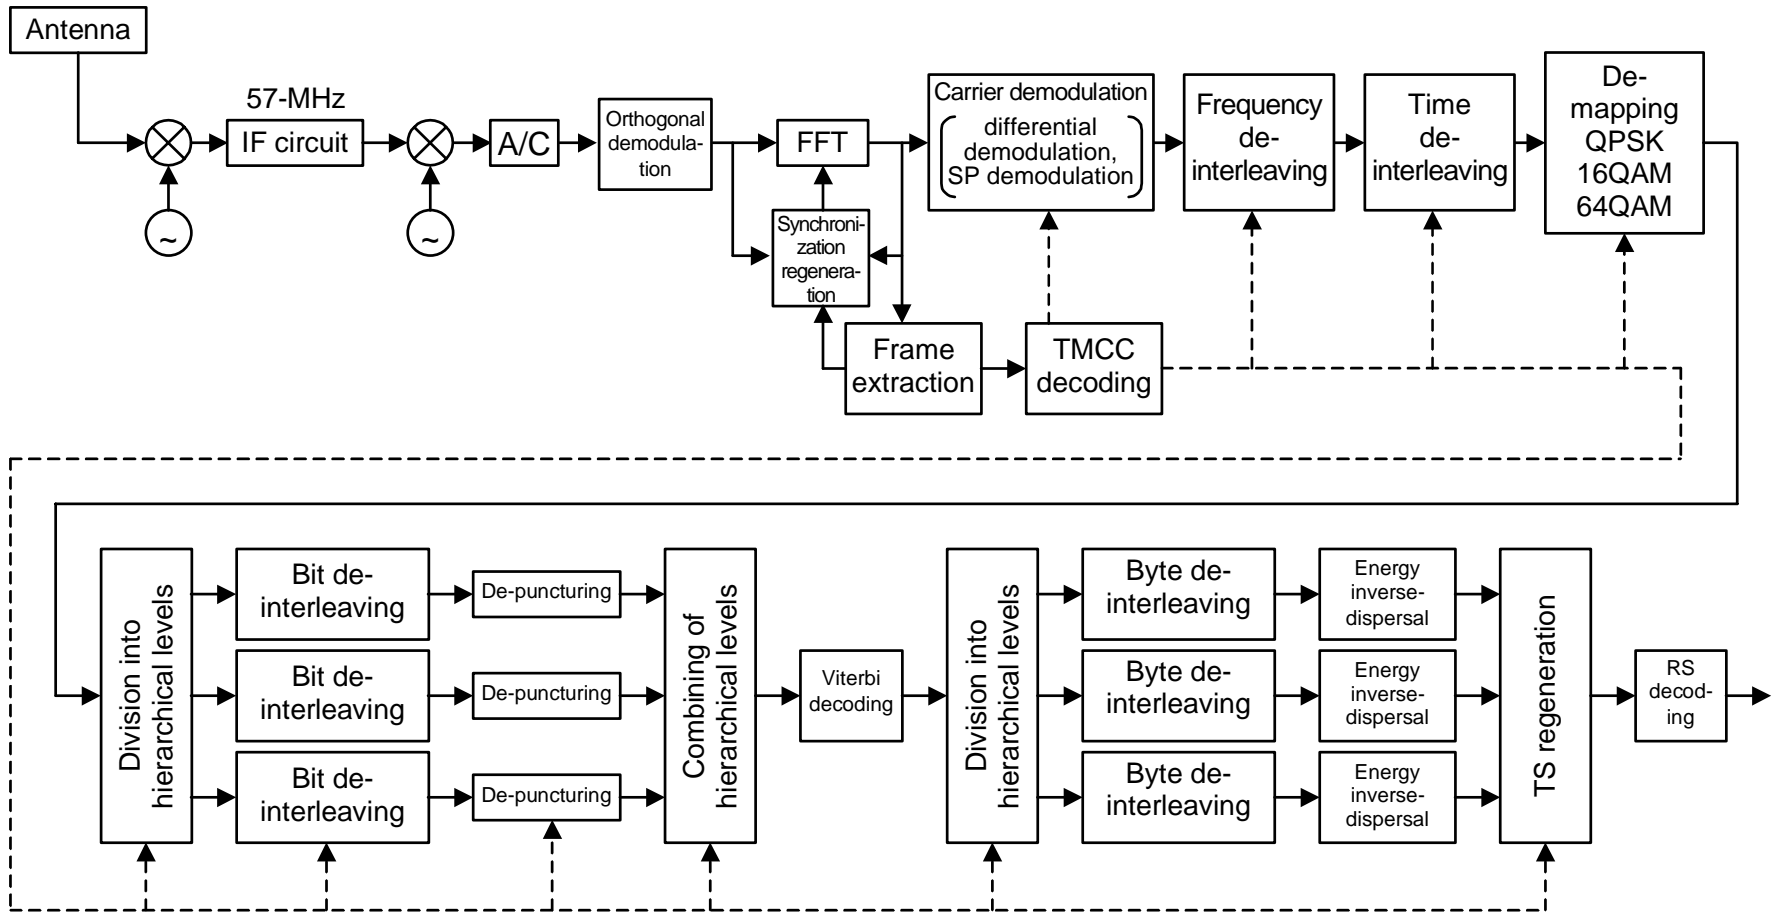 Antenna
57-MHz
IF circuit
~
~
A/C
Orthogonal
demodula-
tion
FFT
Synchroni-
zation
regenera-
tion
Carrier demodulation
differential
demodulation,
SP demodulation
Frequency
de-
interleaving
Time
de-
interleaving
De-
mapping
QPSK
16QAM
64QAM
Frame
extraction
TMCC
decoding
Division into
hierarchical levels
Bit de-
interleaving
De-puncturing
Bit de-
interleaving
De-puncturing
Bit de-
interleaving
De-puncturing
Combining of
hierarchical levels
Viterbi
decoding
Division into
hierarchical levels
Byte de-
interleaving
Energy
inverse-
dispersal
Byte de-
interleaving
Energy
inverse-
dispersal
Byte de-
interleaving
Energy
inverse-
dispersal
TS regeneration
RS
decod-
ing